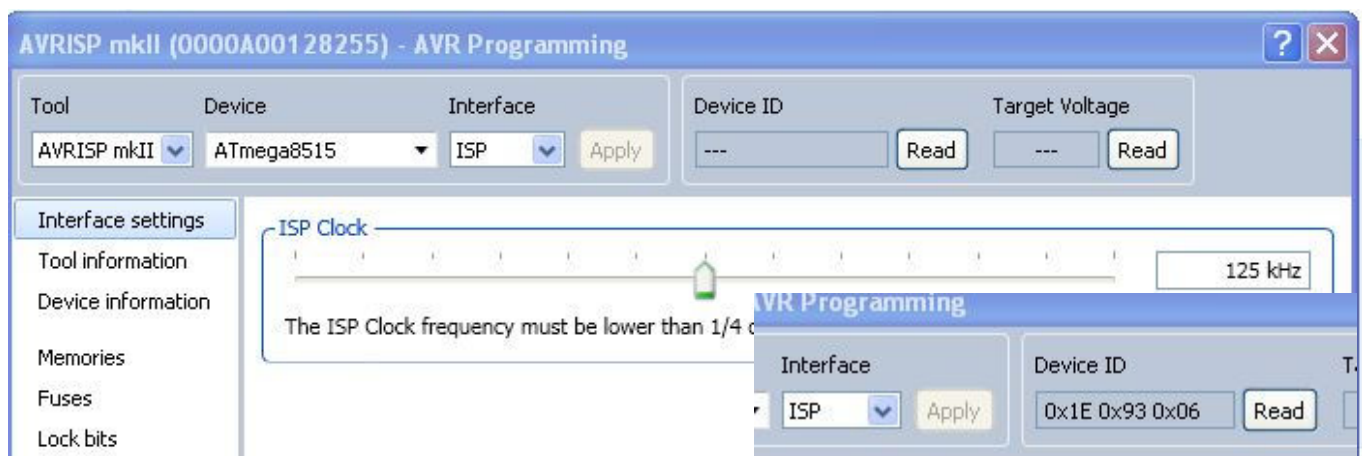 AVRISP mkII (0000A00128255) - AVR Programming
Tool Device Interface Device ID Target Voltage
AVRISP mkII ATmega8515 ISP Apply --- Read --- Read
Interface settings
Tool information
Device information
Memories
Fuses
Lock bits
ISP Clock
125 kHz
The ISP Clock frequency must be lower than 1/4
AVR Programming
Interface Device ID
ISP Apply 0x1E 0x93 0x06 Read